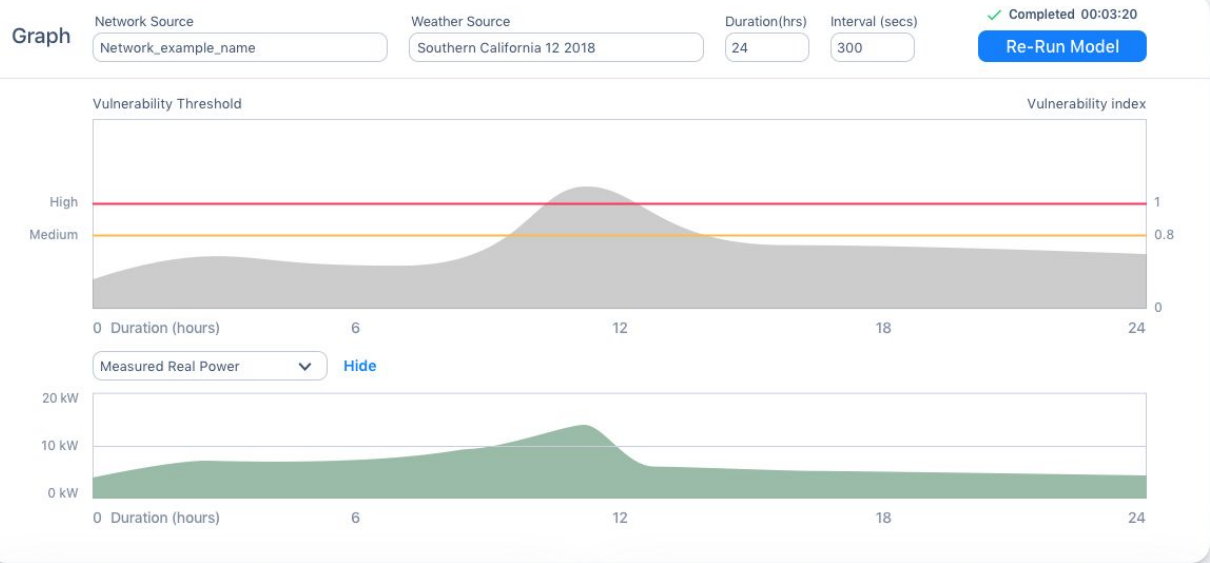 Graph
Network Source
Network_example_name
Weather Source
Southern California 12 2018
Duration(hrs)
24
Interval (secs)
300
Completed 00:03:20
Re-Run Model
Vulnerability Threshold
Vulnerability index
High
1
Medium
0.8
0
0 Duration (hours) 6 12 18 24
Measured Real Power
Hide
20 kW
10 kW
0 kW
0 Duration (hours) 6 12 18 24